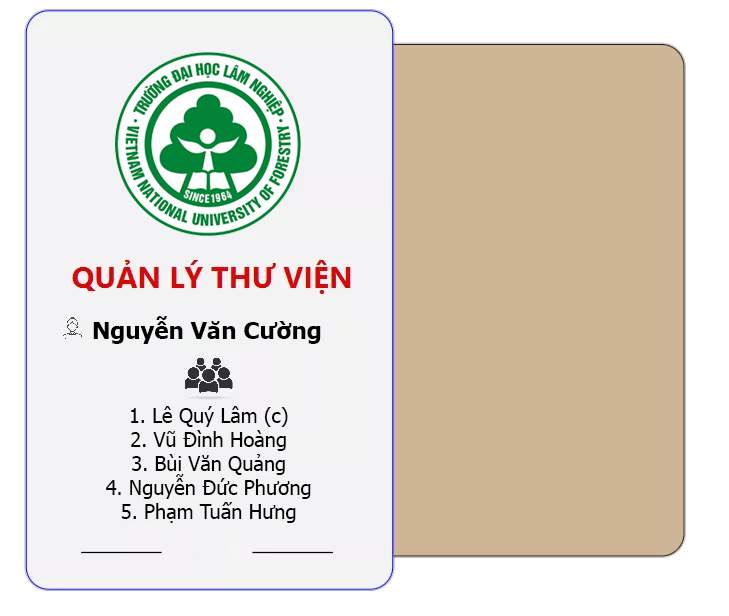 TRƯỜNG ĐẠI HỌC LÂM NGHIỆP
VIETNAM NATIONAL UNIVERSITY OF FORESTRY
SINCE 1964
QUẢN LÝ THƯ VIỆN
Nguyễn Văn Cường
1. Lê Quý Lâm (c)
2. Vũ Đình Hoàng
3. Bùi Văn Quảng
4. Nguyễn Đức Phương
5. Phạm Tuấn Hưng